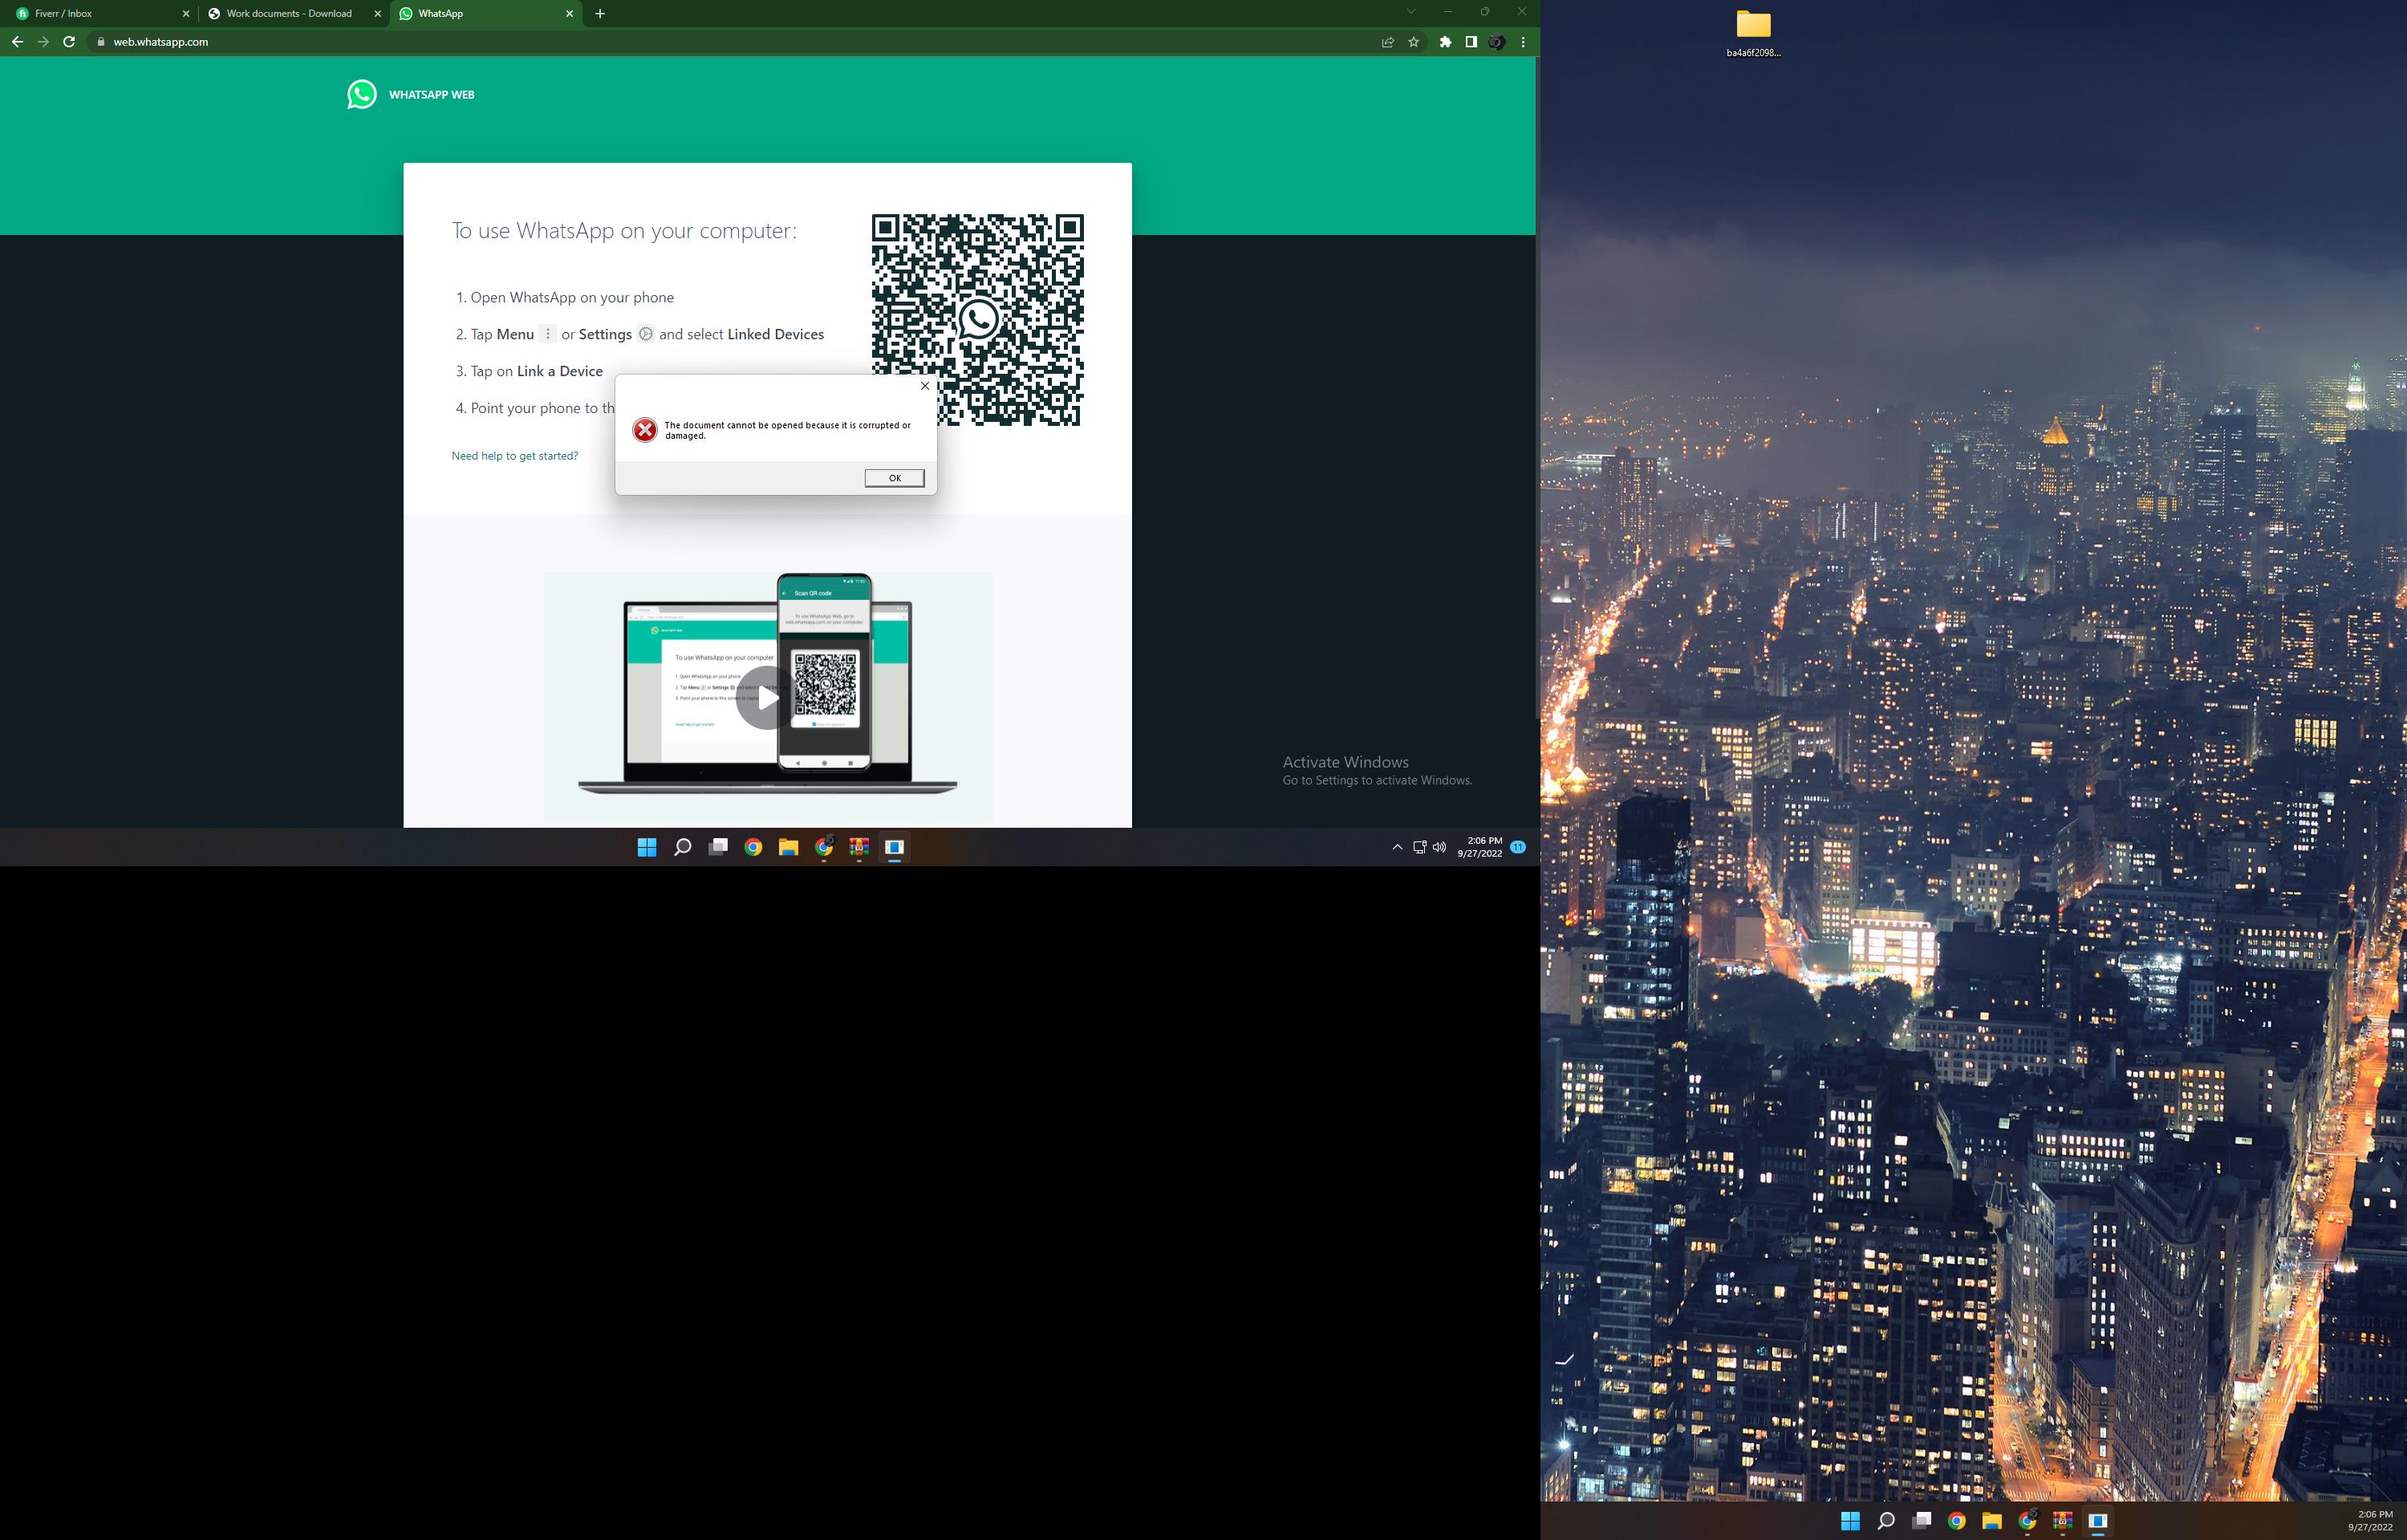 Fiverr / Inbox
Work documents - Download
WhatsApp
web.whatsapp.com
ba4a6f2098...
WHATSAPP WEB
To use WhatsApp on your computer:
1. Open WhatsApp on your phone
2. Tap Menu or Settings and select Linked Devices
3. Tap on Link a Device
4. Point your phone to th
Need help to get started?
The document cannot be opened because it is corrupted or
damaged.
OK
Scan QR code
To use WhatsApp Web, go to
web.whatsapp.com on your computer
WHATSAPP WEB
To use WhatsApp on your computer:
1. Open WhatsApp on your phone
2. Tap Menu or Settings and select
3. Point your phone to this screen to
Need help to get started?
Activate Windows
Go to Settings to activate Windows.
2:06 PM
9/27/2022
11
2:06 PM
9/27/2022